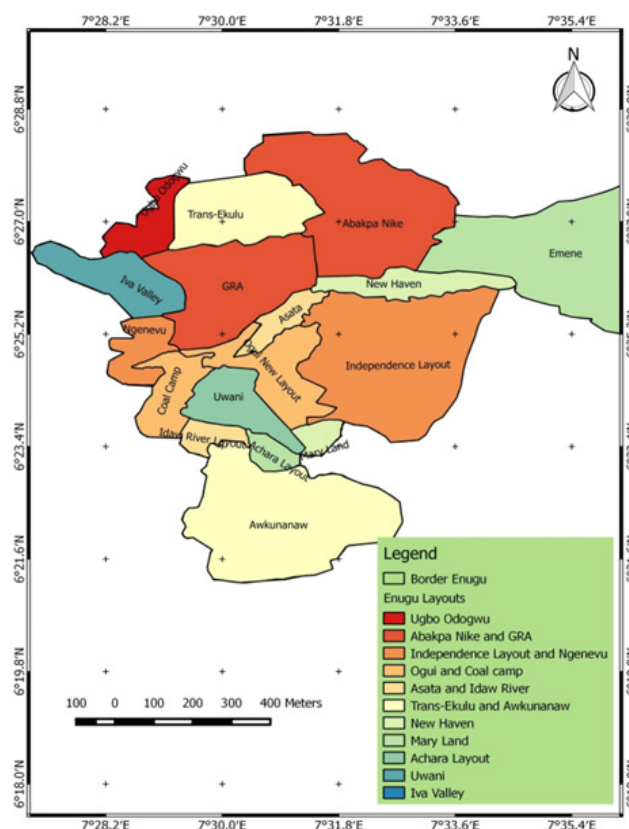 7°28.2'E 7°30.0'E 7°31.8'E 7°33.6'E 7°35.4'E
N
6°28.8'N
Ugbo Odogwu
Trans-Ekulu
Abakpa Nike
6°27.0'N
Emene
Iva Valley
GRA
New Haven
6°25.2'N
Ngenevu
Asata
Ogui New Layout
Independence Layout
Coal Camp
Uwani
6°23.4'N
Idaw River Layout
Achara Layout
Mary Land
Awkunanaw
6°21.6'N
Legend
Border Enugu
Enugu Layouts
Ugbo Odogwu
Abakpa Nike and GRA
Independence Layout and Ngenevu
Ogui and Coal camp
Asata and Idaw River
Trans-Ekulu and Awkunanaw
New Haven
Mary Land
Achara Layout
Uwani
Iva Valley
6°19.8'N
100 0 100 200 300 400 Meters
6°18.0'N
7°28.2'E 7°30.0'E 7°31.8'E 7°33.6'E 7°35.4'E